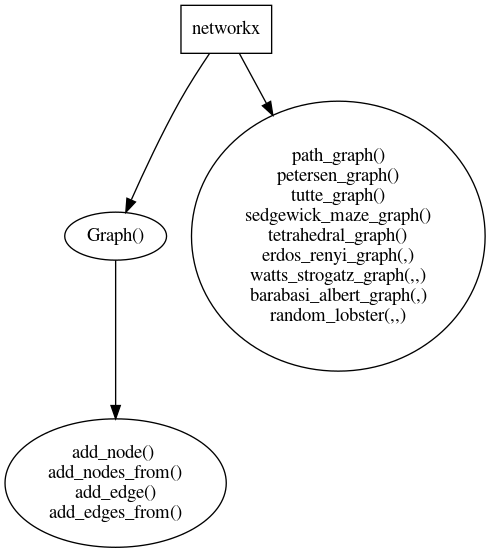 networkx
Graph()
path_graph()
petersen_graph()
tutte_graph()
sedgewick_maze_graph()
tetrahedral_graph()
erdos_renyi_graph(,)
watts_strogatz_graph(,,)
barabasi_albert_graph(,)
random_lobster(,,)
add_node()
add_nodes_from()
add_edge()
add_edges_from()